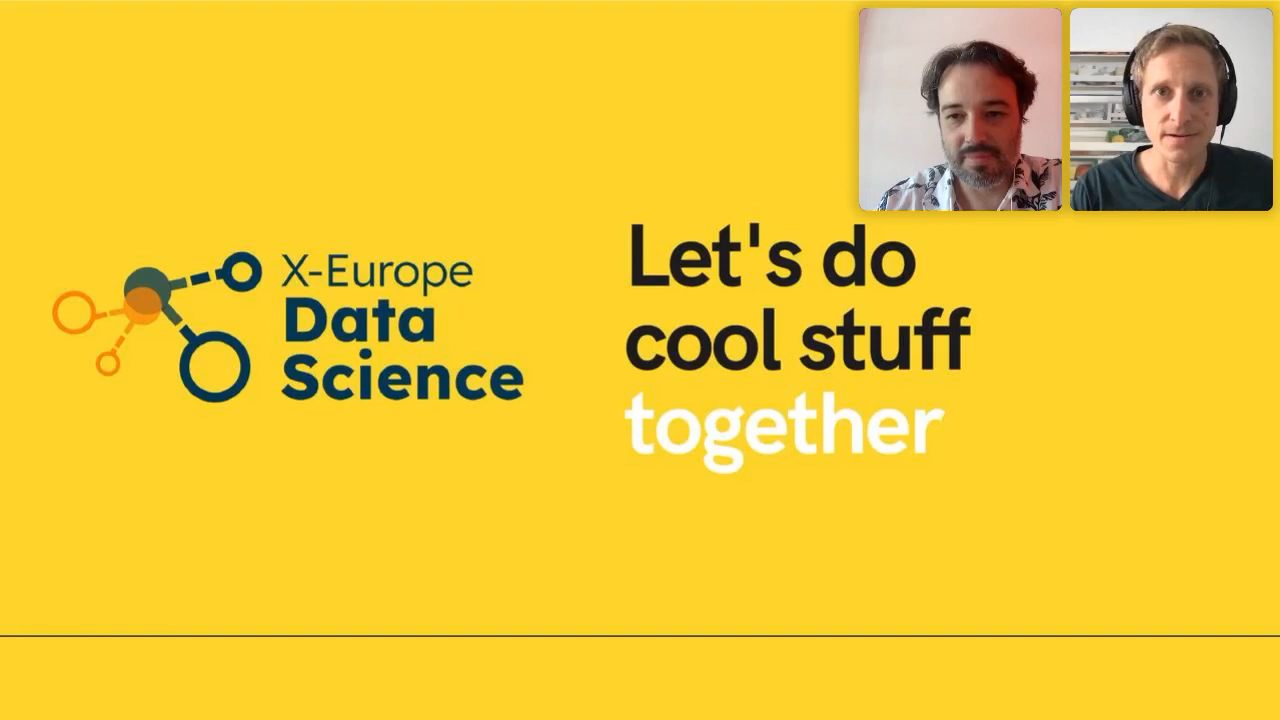 X-Europe
Data
Science
Let's do
cool stuff
together